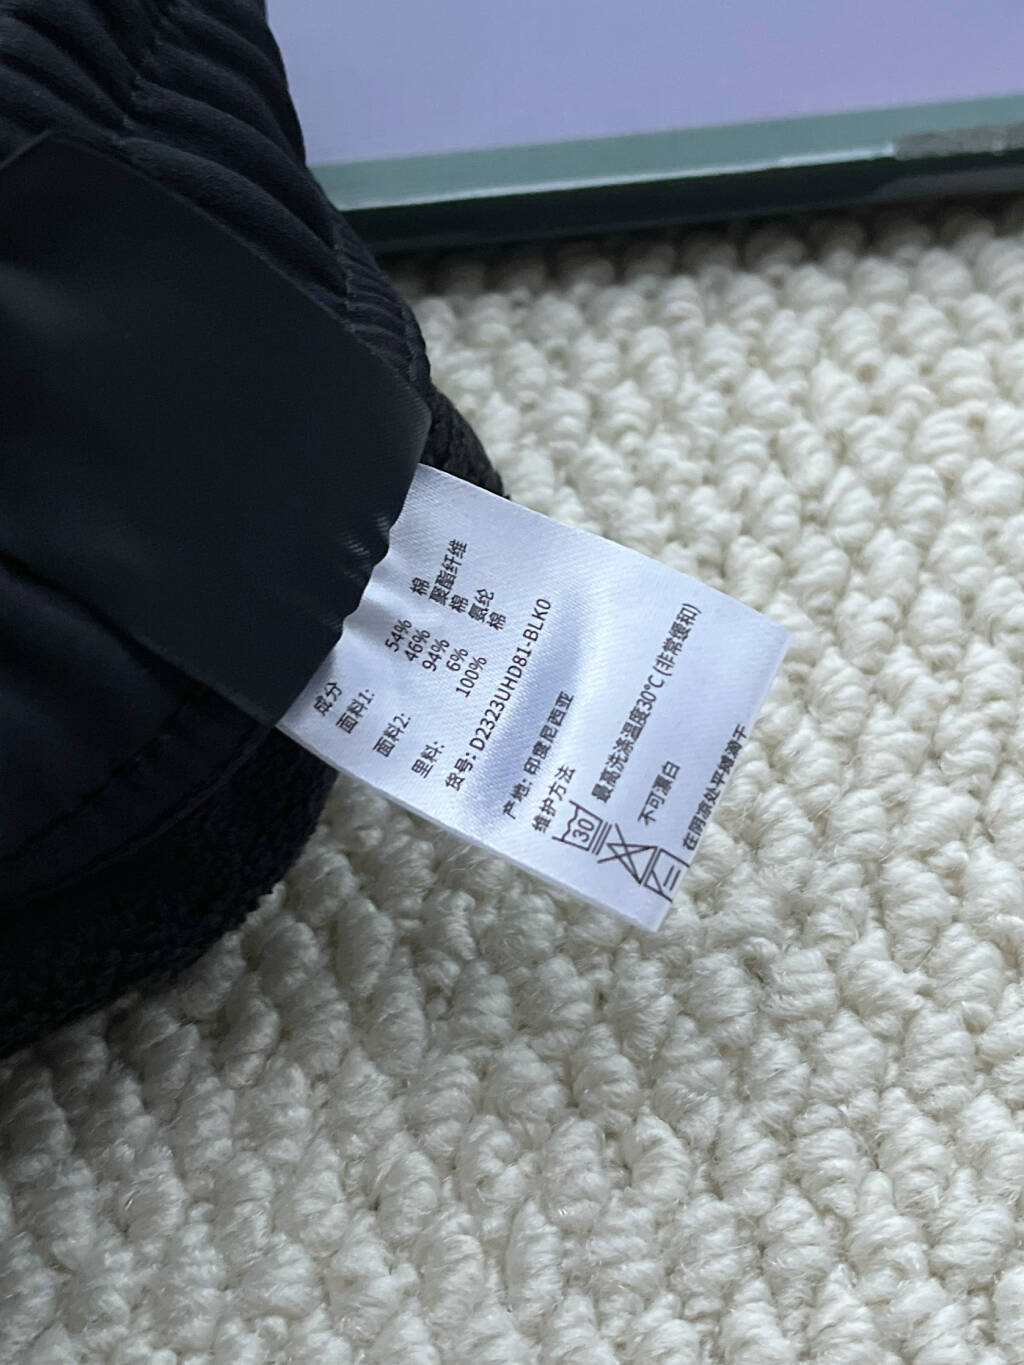 成分
面料1: 54% 棉
46% 聚酯纤维
面料2: 94% 棉
6% 氨纶
里料: 100% 棉
货号: D2323UHD81-BLK0
产地: 印度尼西亚
维护方法
30 最高洗涤温度30℃(非常缓和)
不可漂白
在阴凉处平摊滴干